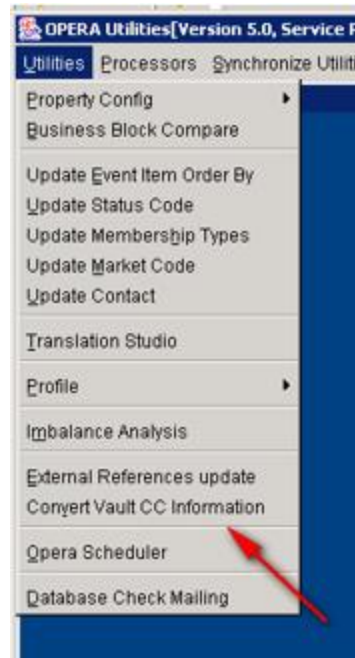 OPERA Utilities[Version 5.0, Service
Utilities Processors Synchronize
Property Config
Business Block Compare
Update Event Item Order By
Update Status Code
Update Membership Types
Update Market Code
Update Contact
Translation Studio
Profile
Imbalance Analysis
External References update
Convert Vault CC Information
Opera Scheduler
Database Check Mailing